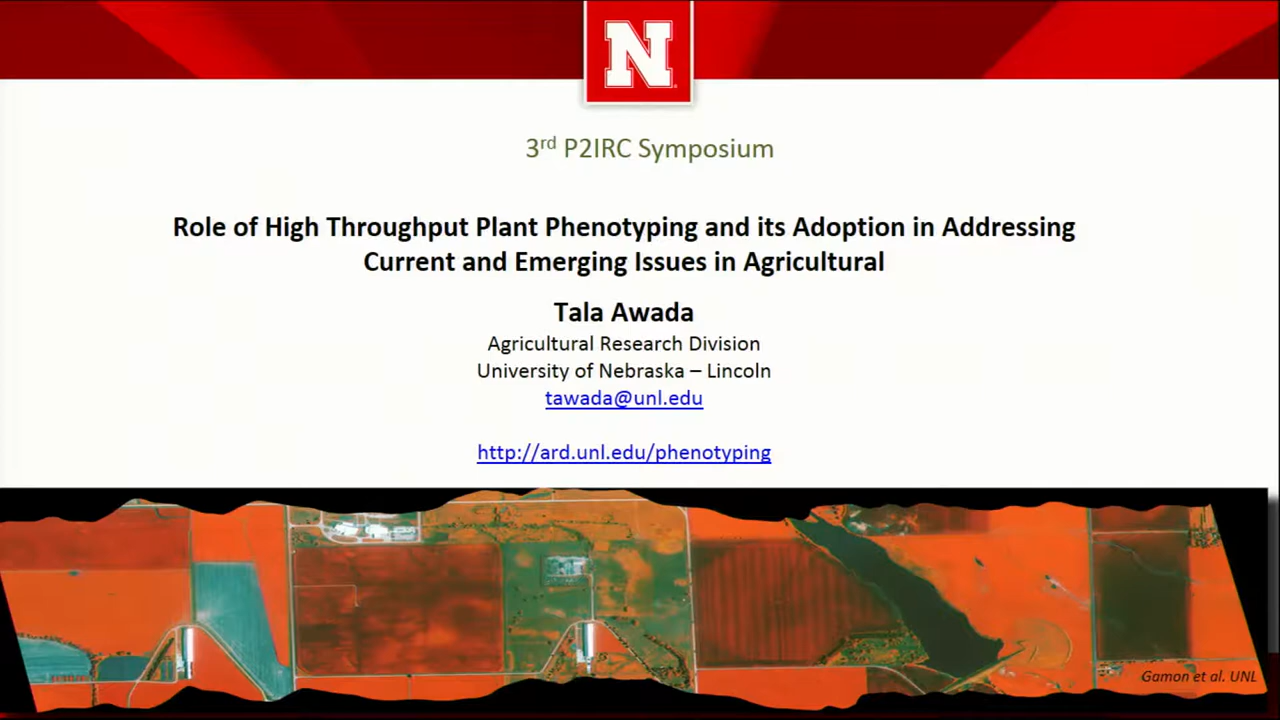 N
3rd P2IRC Symposium
Role of High Throughput Plant Phenotyping and its Adoption in Addressing
Current and Emerging Issues in Agricultural
Tala Awada
Agricultural Research Division
University of Nebraska – Lincoln
tawada@unl.edu
http://ard.unl.edu/phenotyping
Gamon et al. UNL